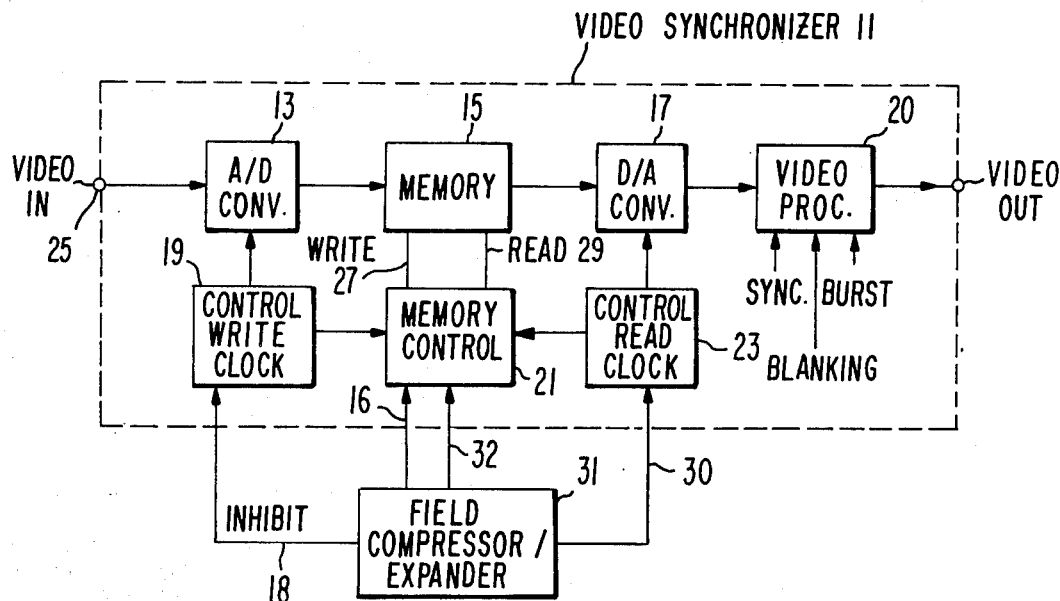 VIDEO SYNCHRONIZER 11
13
15
17
20
VIDEO
IN
25
A/D
CONV.
MEMORY
D/A
CONV.
VIDEO
PROC.
VIDEO
OUT
WRITE
27
READ 29
19
CONTROL
WRITE
CLOCK
MEMORY
CONTROL
21
CONTROL
READ
CLOCK
23
SYNC.
BURST
BLANKING
16
32
30
31
INHIBIT
18
FIELD
COMPRESSOR /
EXPANDER